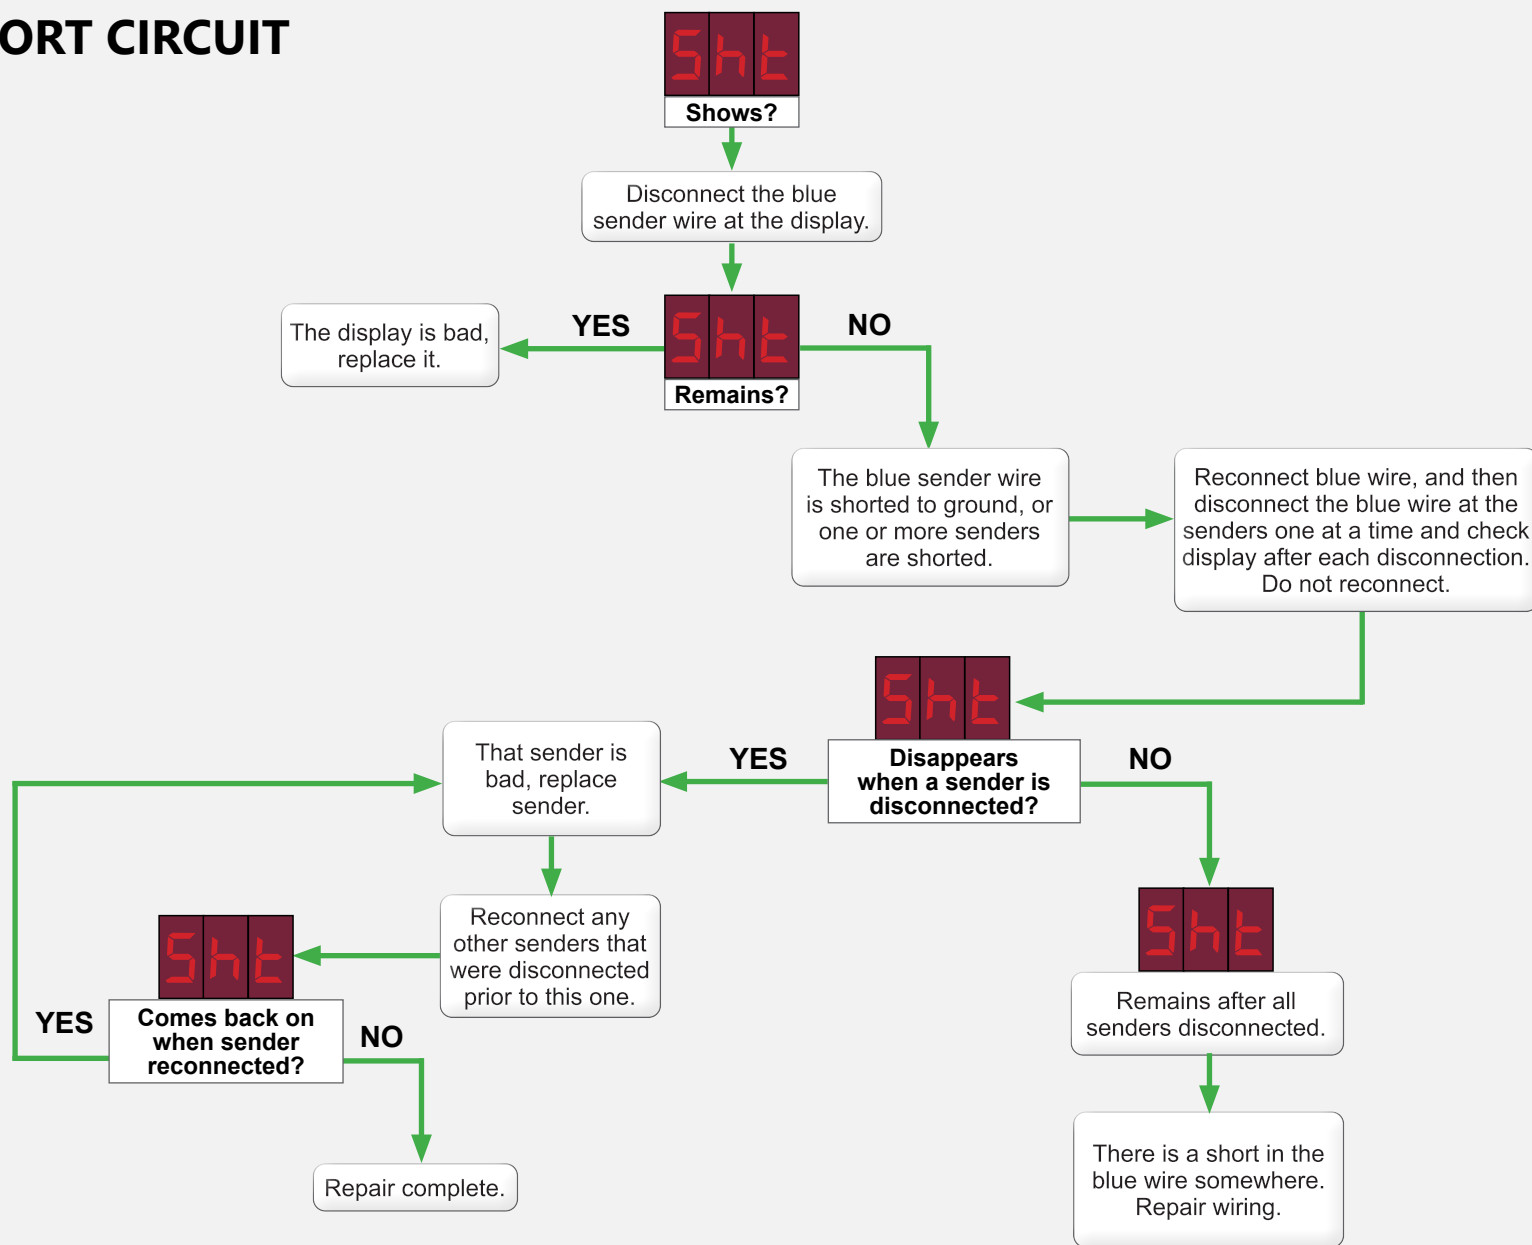 ORT CIRCUIT
Sht
Shows?
Disconnect the blue
sender wire at the display.
The display is bad,
replace it.
YES
Sht
Remains?
NO
The blue sender wire
is shorted to ground, or
one or more senders
are shorted.
Reconnect blue wire, and then
disconnect the blue wire at the
senders one at a time and check
display after each disconnection.
Do not reconnect.
Sht
Disappears
when a sender is
disconnected?
YES
NO
That sender is
bad, replace
sender.
Reconnect any
other senders that
were disconnected
prior to this one.
Sht
Comes back on
when sender
reconnected?
YES
NO
Repair complete.
Sht
Remains after all
senders disconnected.
There is a short in the
blue wire somewhere.
Repair wiring.